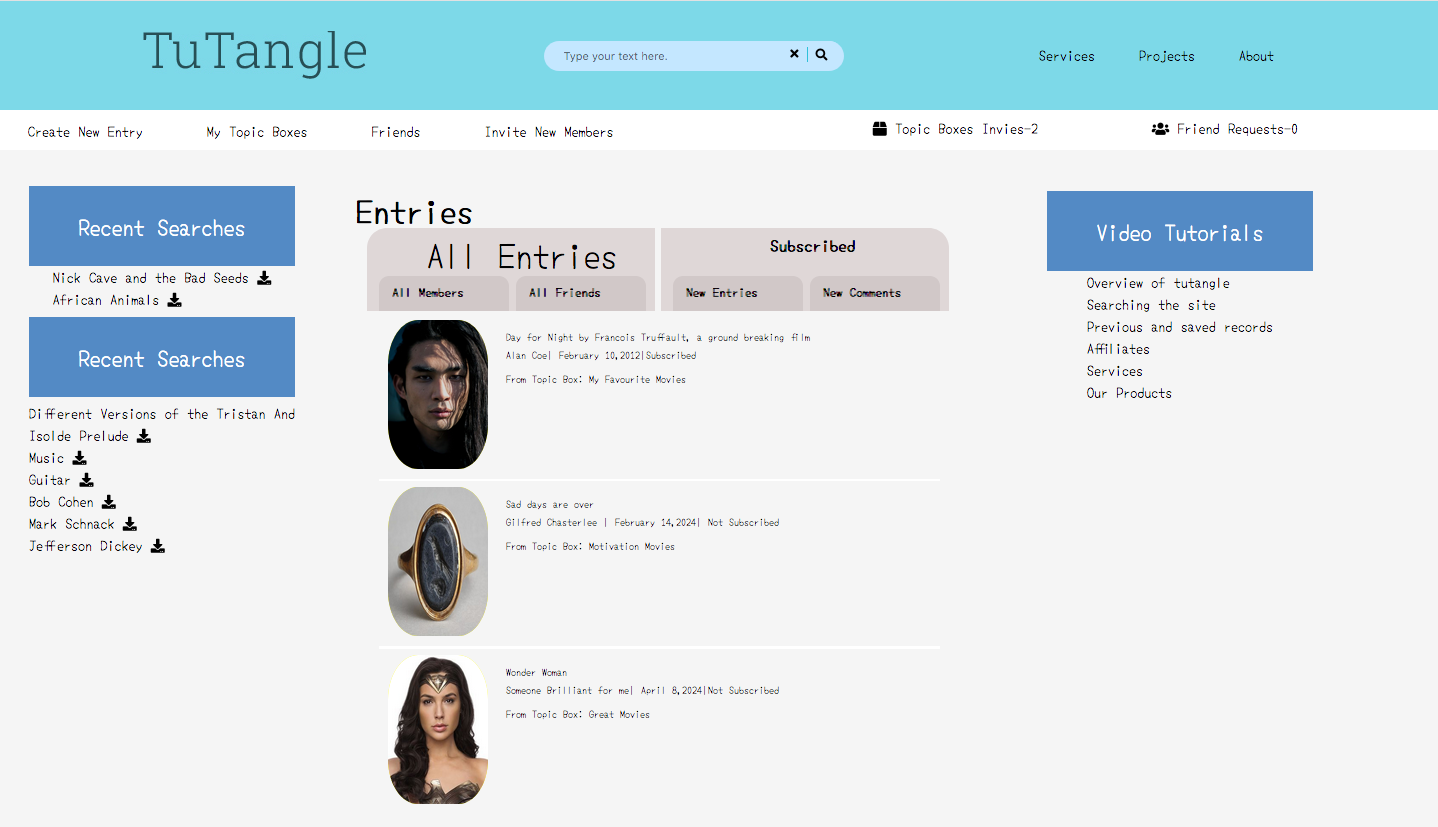 TuTangle
Type your text here.
Services Projects About
Create New Entry My Topic Boxes Friends Invite New Members Topic Boxes Invies-2 Friend Requests-0
Recent Searches
Nick Cave and the Bad Seeds
African Animals
Recent Searches
Different Versions of the Tristan And
Isolde Prelude
Music
Guitar
Bob Cohen
Mark Schnack
Jefferson Dickey
Entries
All Entries
All Members All Friends
Subscribed
New Entries New Comments
Day for Night by Francois Truffault, a ground breaking film
Alan Coe| February 10,2012|Subscribed
From Topic Box: My Favourite Movies
Sad days are over
Gilfred Chasterlee | February 14,2024| Not Subscribed
From Topic Box: Motivation Movies
Wonder Woman
Someone Brilliant for me| April 8,2024|Not Subscribed
From Topic Box: Great Movies
Video Tutorials
Overview of tutangle
Searching the site
Previous and saved records
Affiliates
Services
Our Products